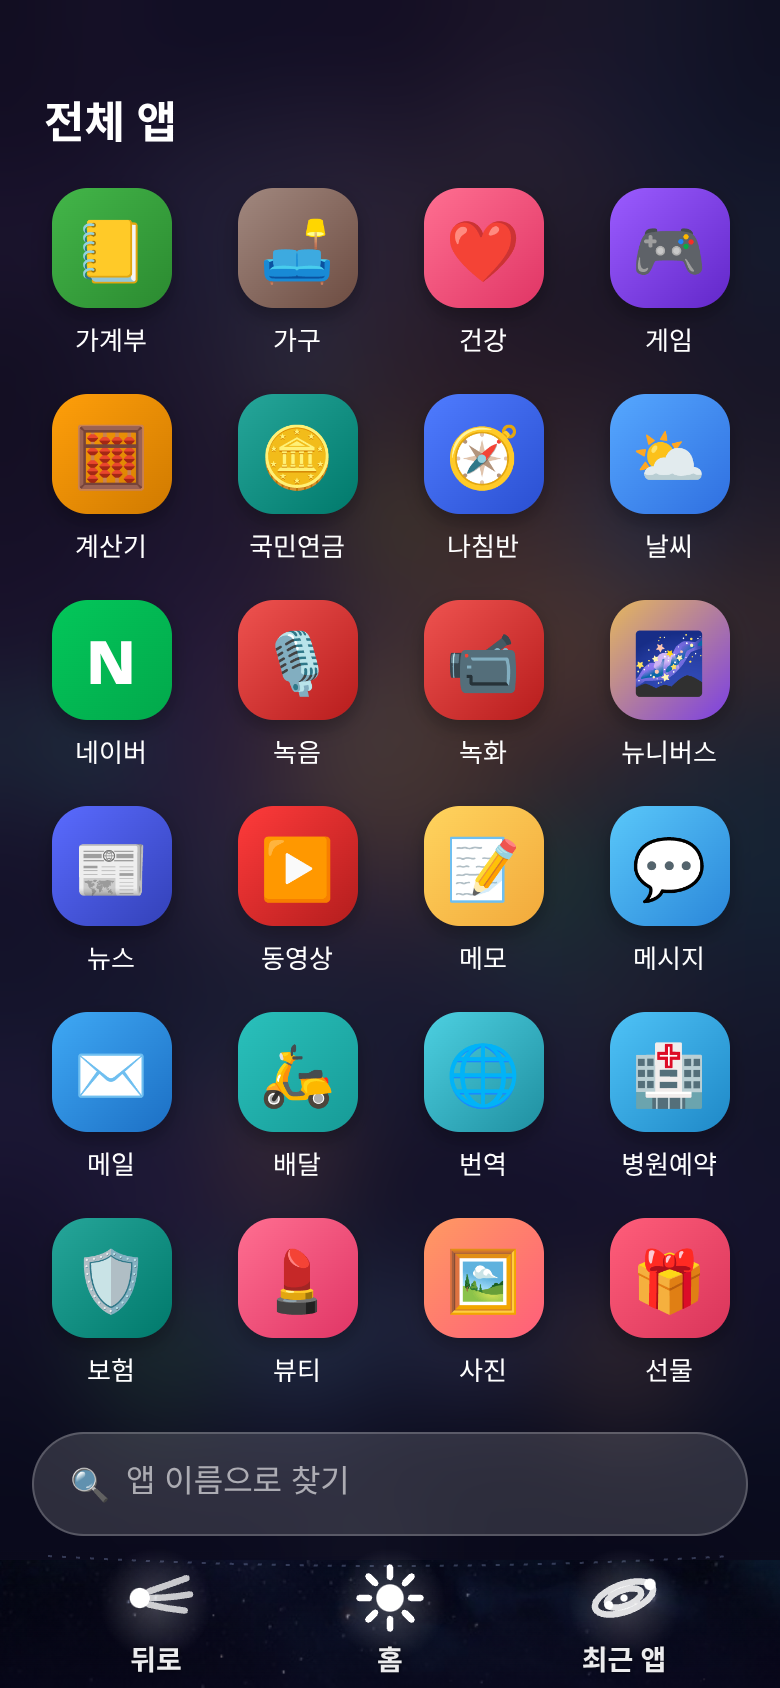 전체 앱
가계부 가구 건강 게임
계산기 국민연금 나침반 날씨
N
네이버 녹음 녹화 뉴니버스
뉴스 동영상 메모 메시지
메일 배달 번역 병원예약
보험 뷰티 사진 선물
앱 이름으로 찾기
뒤로 홈 최근 앱